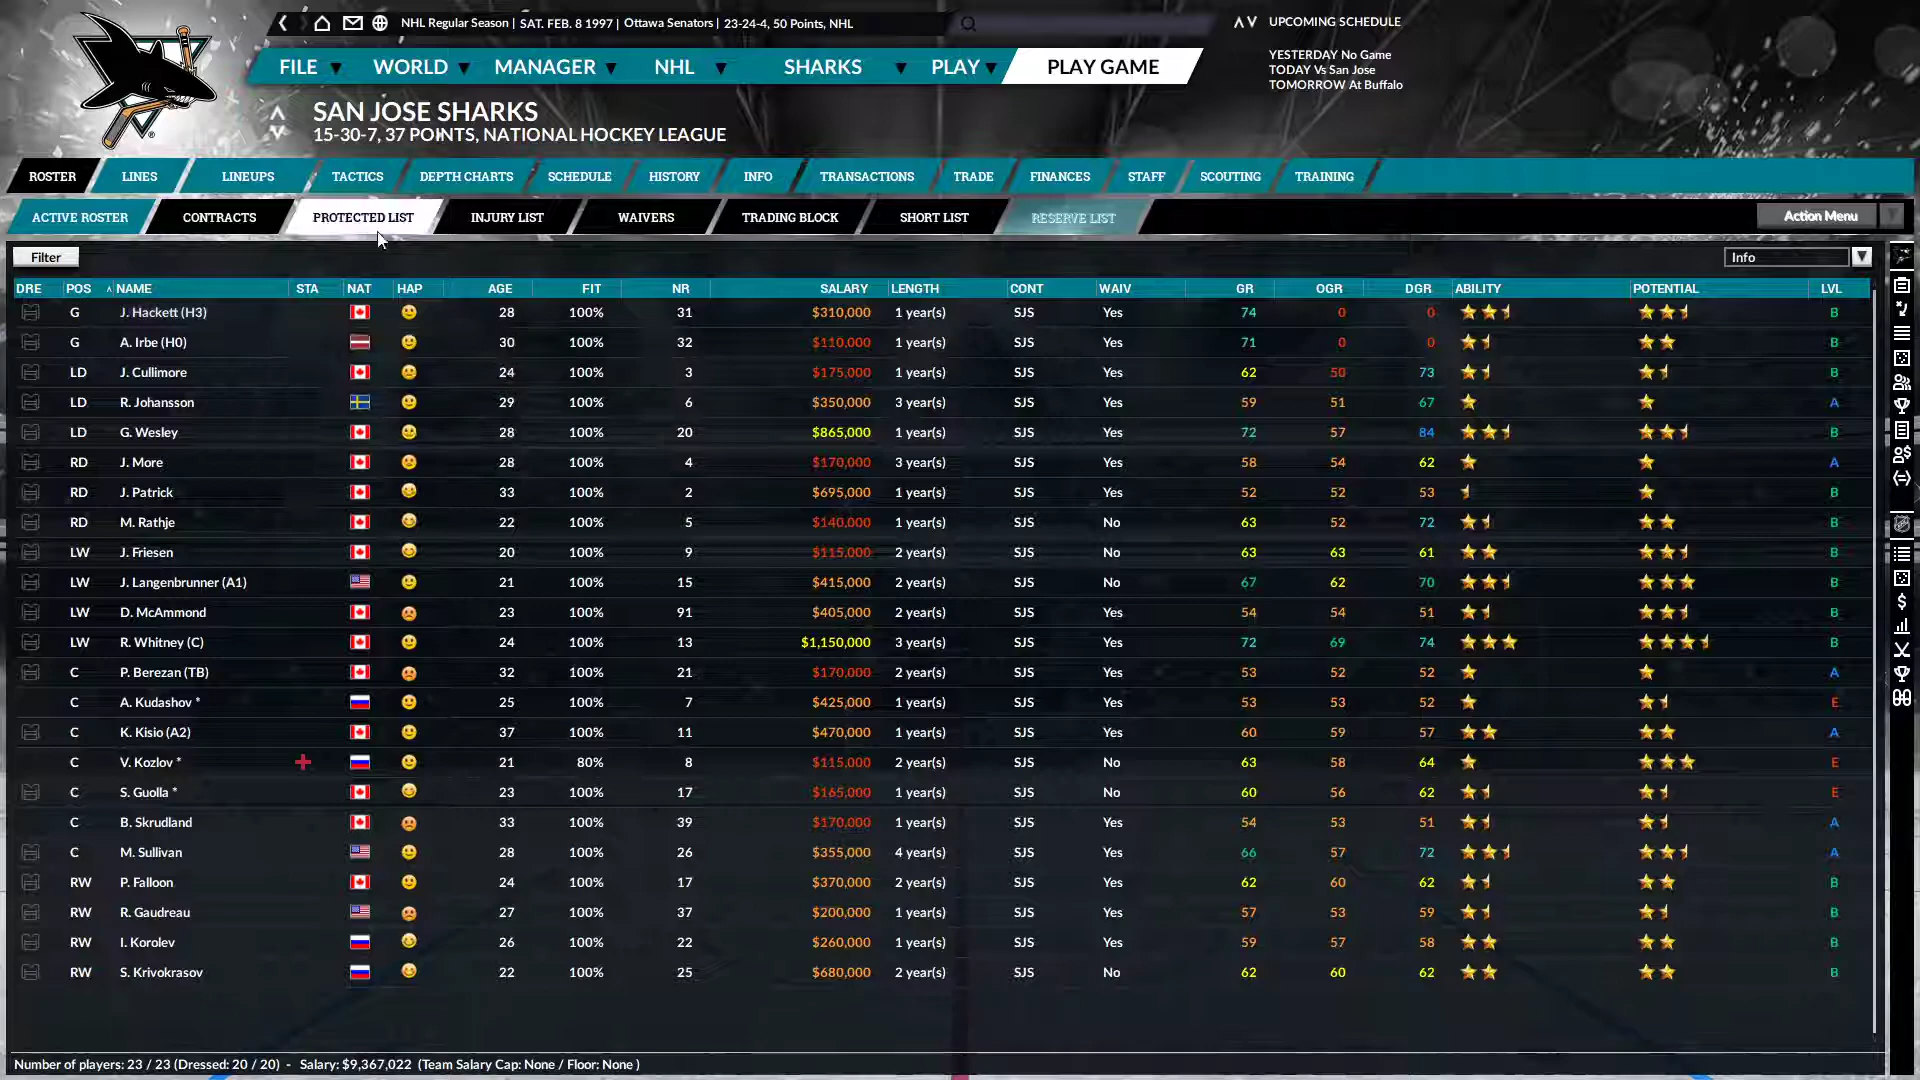 NHL Regular Season | SAT. FEB. 8 1997 | Ottawa Senators | 23-24-4, 50 Points, NHL
UPCOMING SCHEDULE
YESTERDAY No Game
TODAY Vs San Jose
TOMORROW At Buffalo
FILE WORLD MANAGER NHL SHARKS PLAY PLAY GAME
SAN JOSE SHARKS
15-30-7, 37 POINTS, NATIONAL HOCKEY LEAGUE
ROSTER LINES LINEUPS TACTICS DEPTH CHARTS SCHEDULE HISTORY INFO TRANSACTIONS TRADE FINANCES STAFF SCOUTING TRAINING
ACTIVE ROSTER CONTRACTS PROTECTED LIST INJURY LIST WAIVERS TRADING BLOCK SHORT LIST RESERVE LIST Action Menu
Filter Info
DRE POS NAME STA NAT HAP AGE FIT NR SALARY LENGTH CONT WAIV GR OGR DGR ABILITY POTENTIAL LVL
G J. Hackett (H3) 28 100% 31 $310,000 1 year(s) SJS Yes 74 0 0 B
G A. Irbe (H0) 30 100% 32 $110,000 1 year(s) SJS Yes 71 0 0 B
LD J. Cullimore 24 100% 3 $175,000 1 year(s) SJS Yes 62 50 73 B
LD R. Johansson 29 100% 6 $350,000 3 year(s) SJS Yes 59 51 67 A
LD G. Wesley 28 100% 20 $865,000 1 year(s) SJS Yes 72 57 84 B
RD J. More 28 100% 4 $170,000 3 year(s) SJS Yes 58 54 62 A
RD J. Patrick 33 100% 2 $695,000 1 year(s) SJS Yes 52 52 53 B
RD M. Rathje 22 100% 5 $140,000 1 year(s) SJS No 63 52 72 B
LW J. Friesen 20 100% 9 $115,000 2 year(s) SJS No 63 63 61 B
LW J. Langenbrunner (A1) 21 100% 15 $415,000 2 year(s) SJS No 67 62 70 B
LW D. McAmmond 23 100% 91 $405,000 2 year(s) SJS Yes 54 54 51 B
LW R. Whitney (C) 24 100% 13 $1,150,000 3 year(s) SJS Yes 72 69 74 B
C P. Berezan (TB) 32 100% 21 $170,000 2 year(s) SJS Yes 53 52 52 A
C A. Kudashov * 25 100% 7 $425,000 1 year(s) SJS Yes 53 53 52 E
C K. Kisio (A2) 37 100% 11 $470,000 1 year(s) SJS Yes 60 59 57 A
C V. Kozlov * 21 80% 8 $115,000 2 year(s) SJS No 63 58 64 E
C S. Guolla * 23 100% 17 $165,000 1 year(s) SJS No 60 56 62 E
C B. Skrudland 33 100% 39 $170,000 1 year(s) SJS Yes 54 53 51 A
C M. Sullivan 28 100% 26 $355,000 4 year(s) SJS Yes 66 57 72 A
RW P. Falloon 24 100% 17 $370,000 2 year(s) SJS Yes 62 60 62 B
RW R. Gaudreau 27 100% 37 $200,000 1 year(s) SJS Yes 57 53 59 B
RW I. Korolev 26 100% 22 $260,000 1 year(s) SJS Yes 59 57 58 B
RW S. Krivokrasov 22 100% 25 $680,000 2 year(s) SJS No 62 60 62 B
Number of players: 23 / 23 (Dressed: 20 / 20) - Salary: $9,367,022 (Team Salary Cap: None / Floor: None )